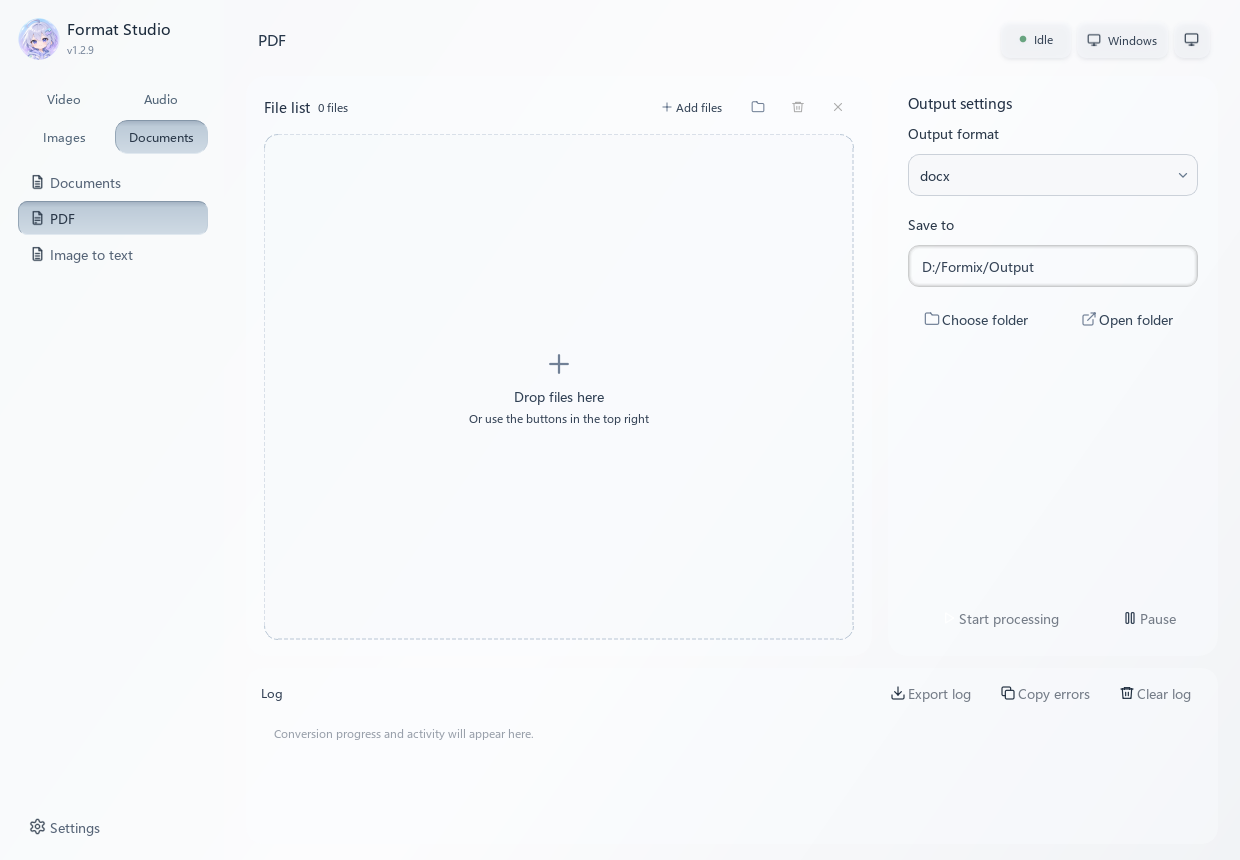 Format Studio
v1.2.9
Video
Audio
Images
Documents
Documents
PDF
Image to text
Settings
PDF
Idle
Windows
File list
0 files
Add files
Drop files here
Or use the buttons in the top right
Output settings
Output format
docx
Save to
D:/Formix/Output
Choose folder
Open folder
Start processing
Pause
Log
Export log
Copy errors
Clear log
Conversion progress and activity will appear here.